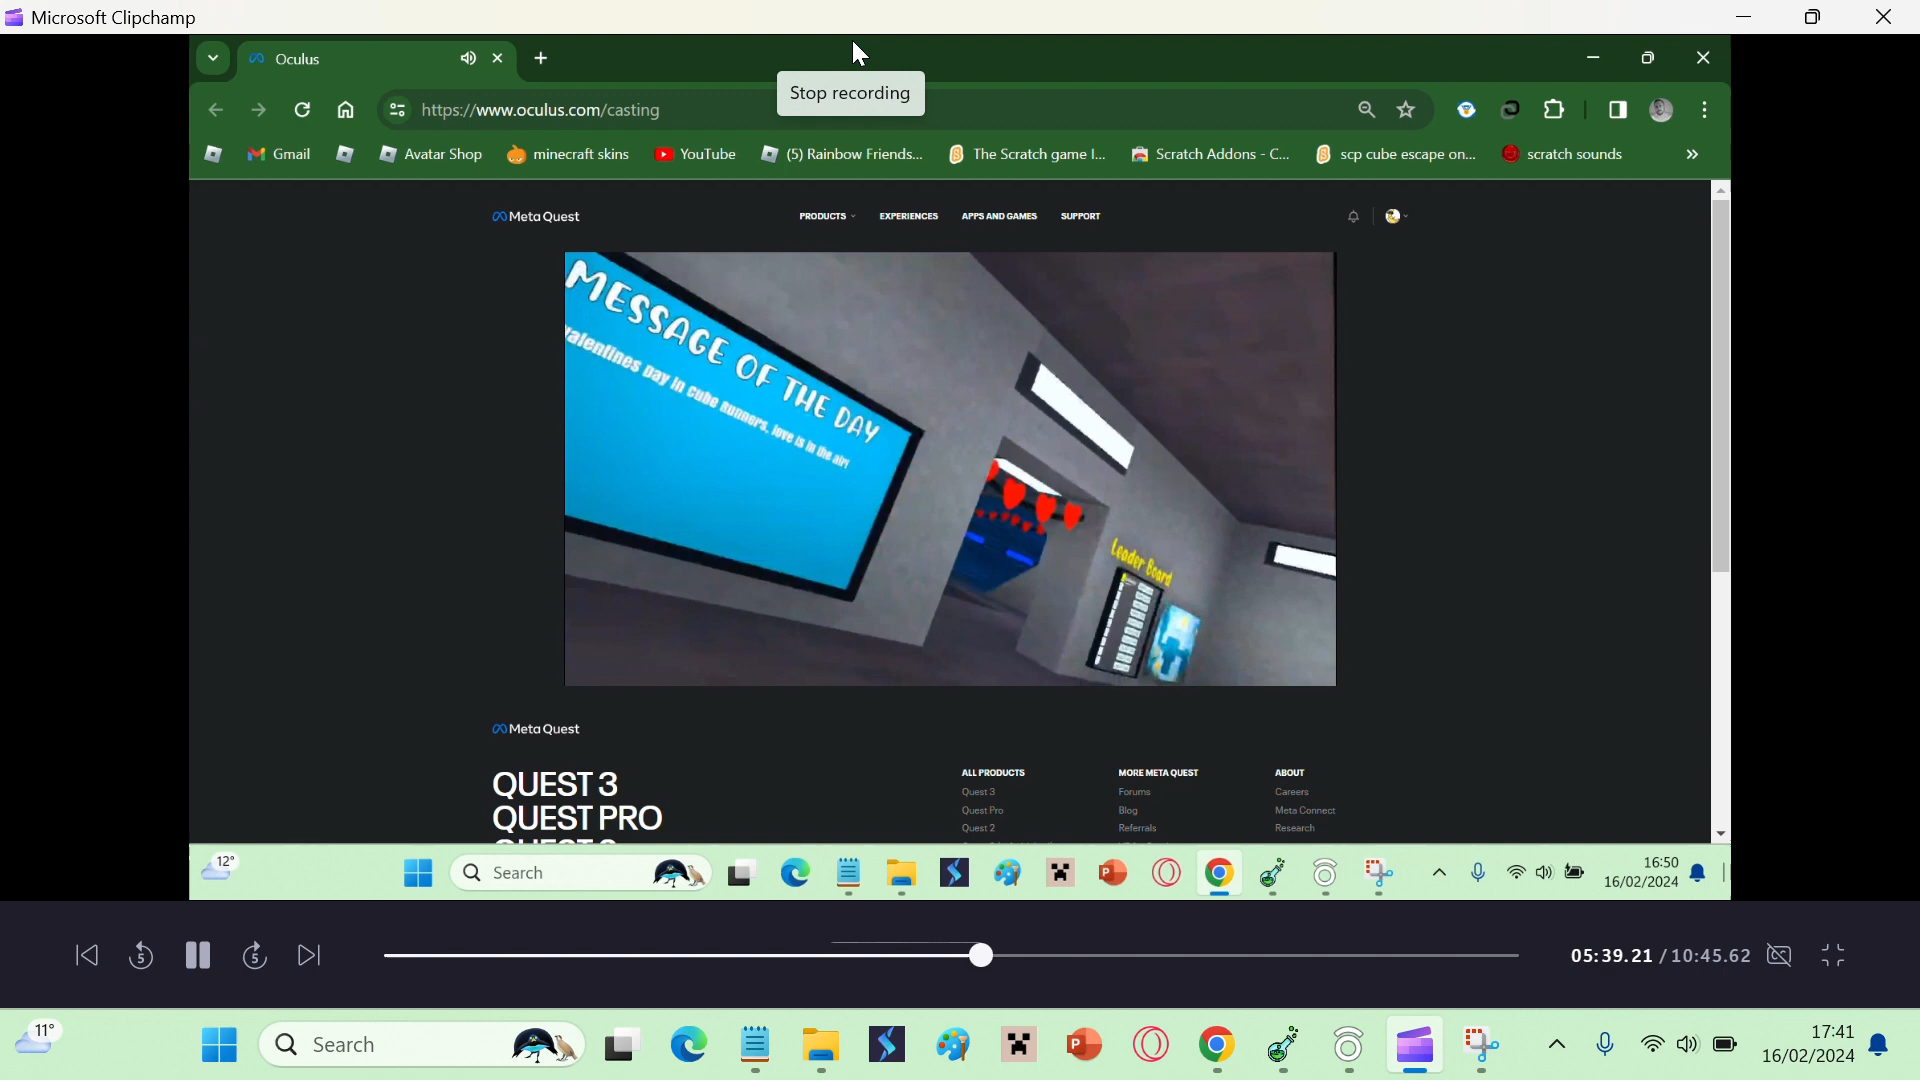 Microsoft Clipchamp
Oculus
Stop recording
https://www.oculus.com/casting
Gmail
Avatar Shop
minecraft skins
YouTube
(5) Rainbow Friends...
The Scratch game I...
Scratch Addons - C...
scp cube escape on...
scratch sounds
»
Meta Quest
PRODUCTS
EXPERIENCES
APPS AND GAMES
SUPPORT
MESSAGE OF THE DAY
valentines Day in cube Runners, love is in the air!
Leader Board
Meta Quest
QUEST 3
QUEST PRO
ALL PRODUCTS
Quest 3
Quest Pro
Quest 2
MORE META QUEST
Forums
Blog
Referrals
ABOUT
Careers
Meta Connect
Research
12°
Search
16:50
16/02/2024
5
5
05:39.21 / 10:45.62
11°
Search
17:41
16/02/2024